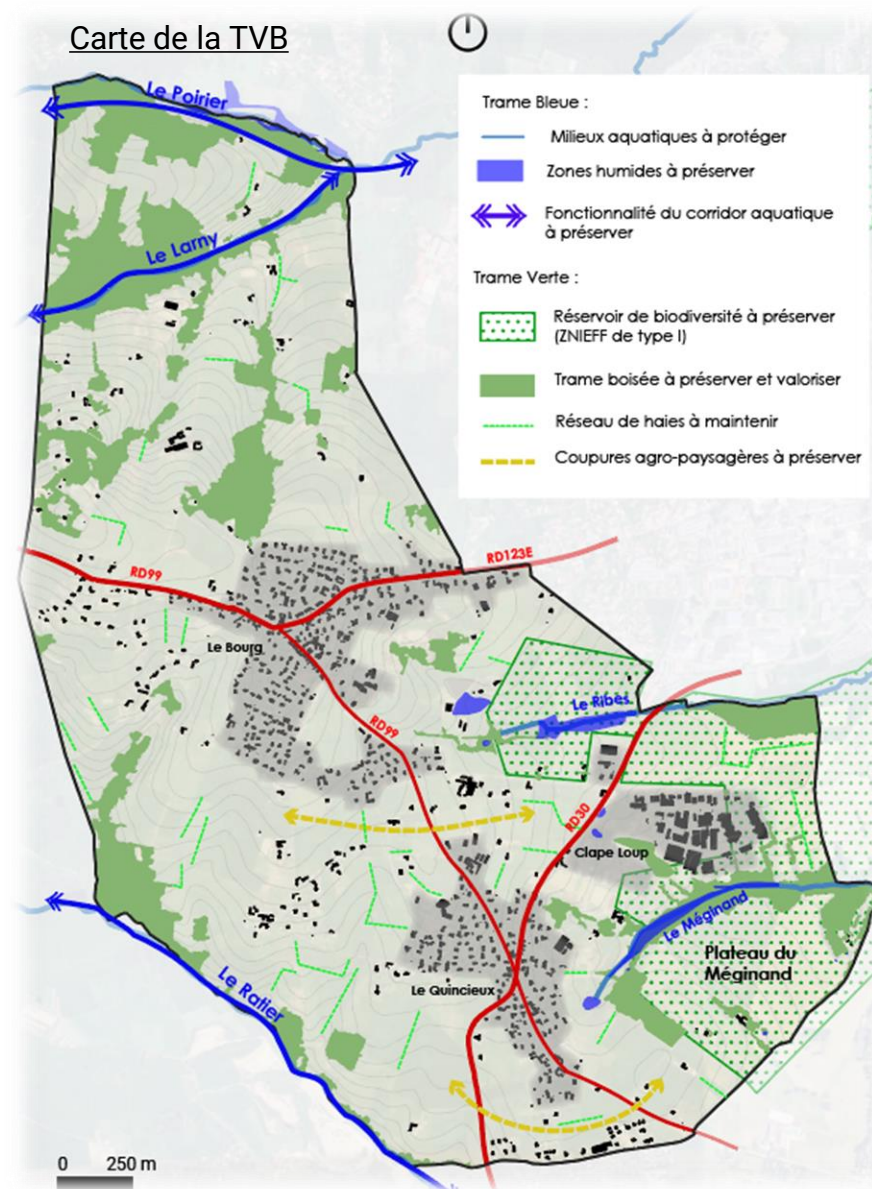 Carte de la TVB
Trame Bleue :
Milieux aquatiques à protéger
Zones humides à préserver
Fonctionnalité du corridor aquatique
à préserver
Trame Verte :
Réservoir de biodiversité à préserver
(ZNIEFF de type I)
Trame boisée à préserver et valoriser
Réseau de haies à maintenir
Coupures agro-paysagères à préserver
Le Poirier
Le Larny
RD123E
RD99
Le Bourg
Le Ribes
RD99
RD30
Clape Loup
Le Méginand
Plateau du
Méginand
Le Ratier
Le Quincieux
0 250 m